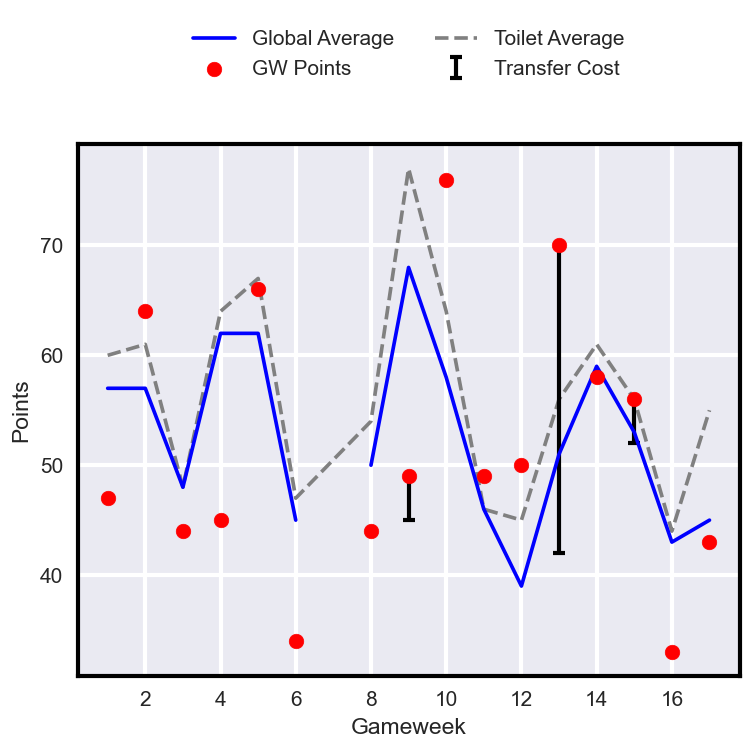 Global Average
Toilet Average
GW Points
Transfer Cost
70
60
50
40
Points
2 4 6 8 10 12 14 16
Gameweek